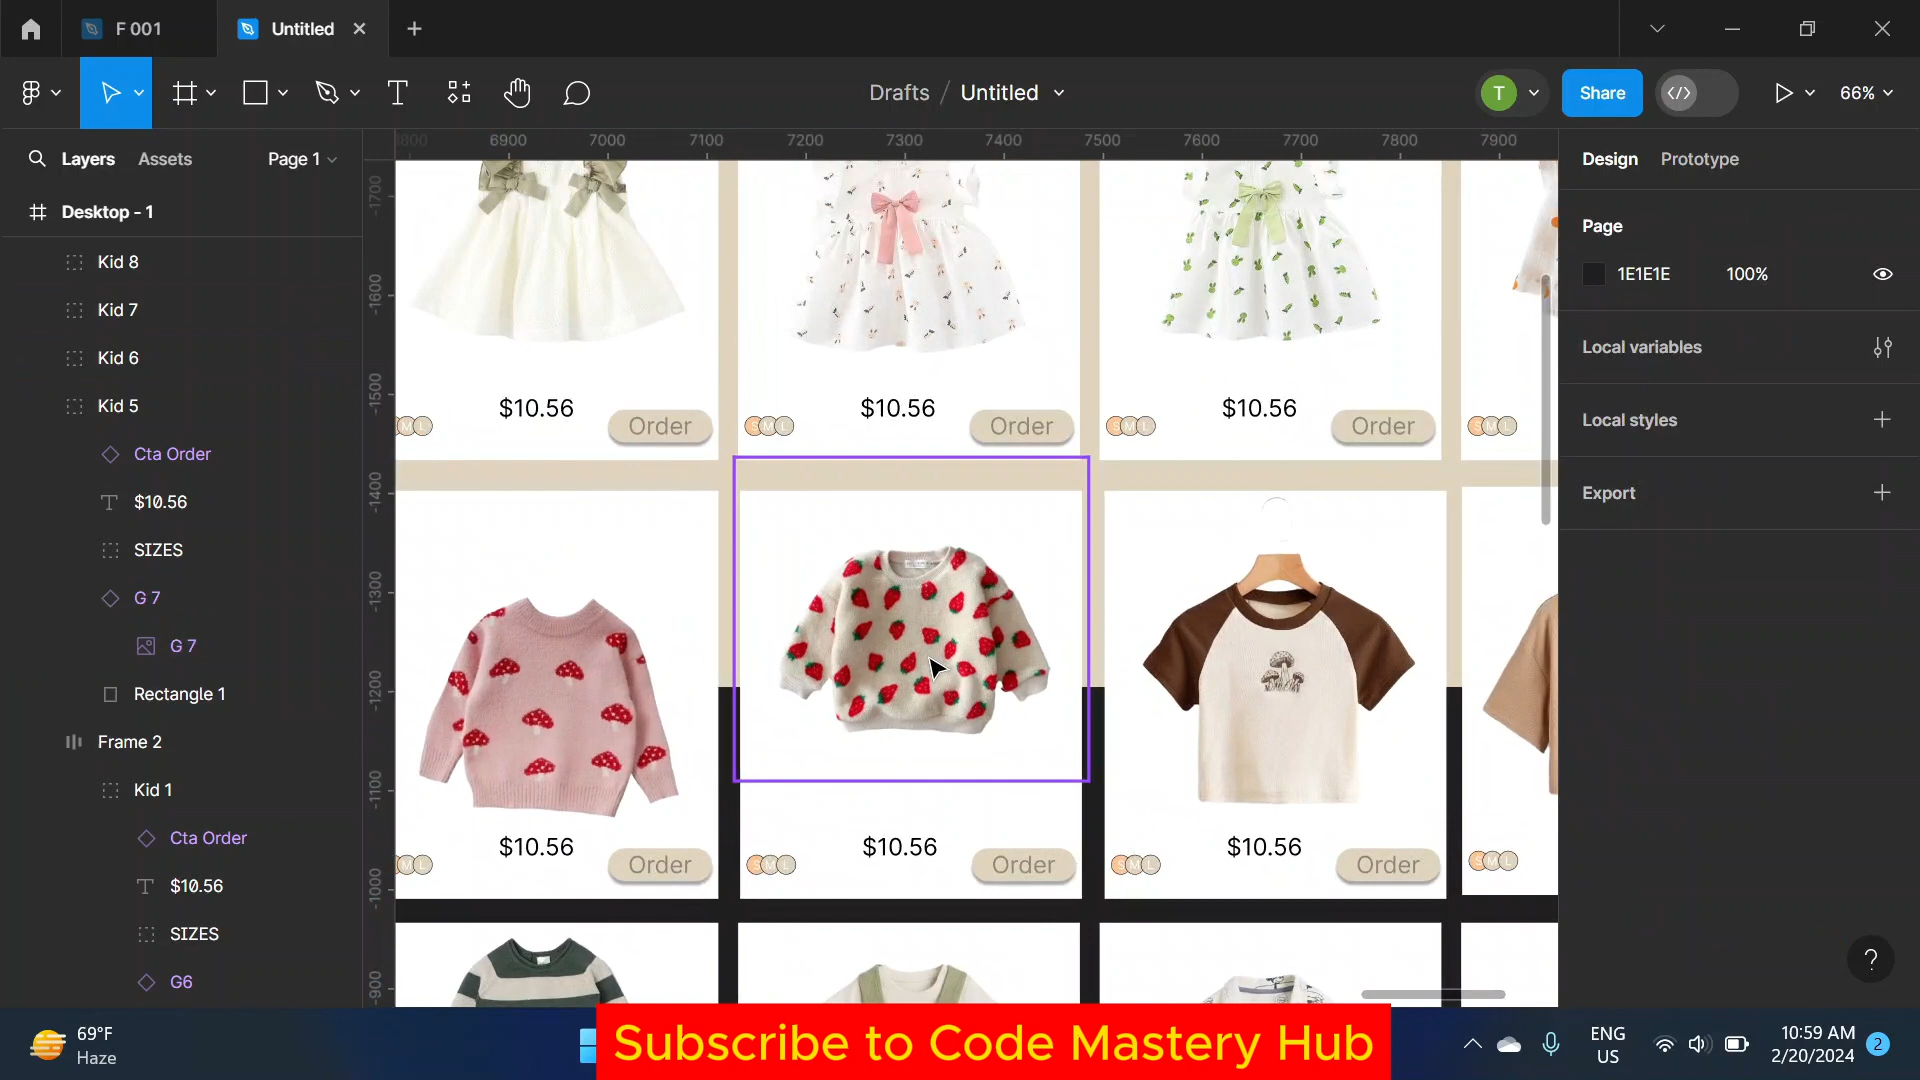 F 001
Untitled
Drafts / Untitled
T
Share
66%
Layers
Assets
Page 1
6900
7000
7100
7200
7300
7400
7500
7600
7700
7800
7900
Design
Prototype
Desktop - 1
Page
1E1E1E
100%
Local variables
Local styles
Export
Kid 8
Kid 7
Kid 6
Kid 5
Cta Order
$10.56
SIZES
G 7
G 7
Rectangle 1
Frame 2
Kid 1
Cta Order
$10.56
SIZES
G6
-1700
-1600
-1500
-1400
-1300
-1200
-1100
-1000
-900
$10.56
Order
$10.56
Order
$10.56
Order
M L
S M L
S M L
S M L
$10.56
Order
$10.56
Order
$10.56
Order
M L
S M L
S M L
S M L
?
69°F
Haze
Subscribe to Code Mastery Hub
ENG
US
10:59 AM
2/20/2024
2